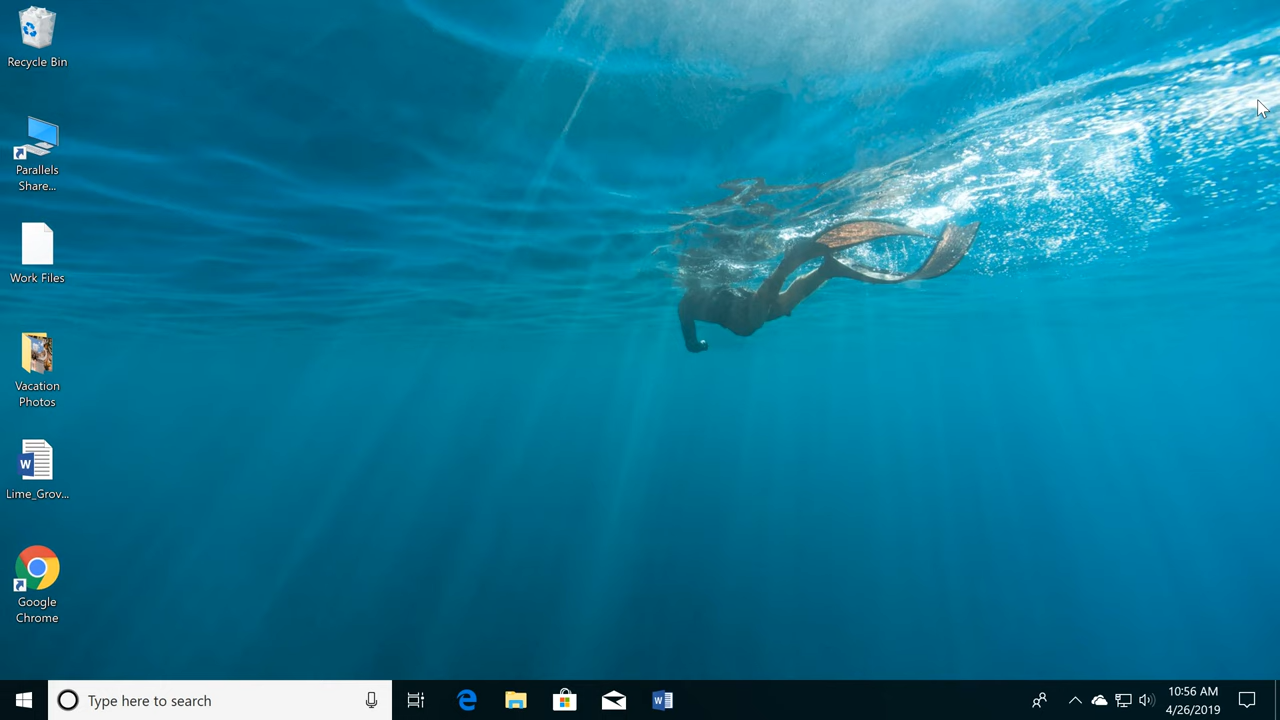 Recycle Bin
Parallels
Share...
Work Files
Vacation
Photos
W
Lime_Grov...
Google
Chrome
Type here to search
W
10:56 AM
4/26/2019